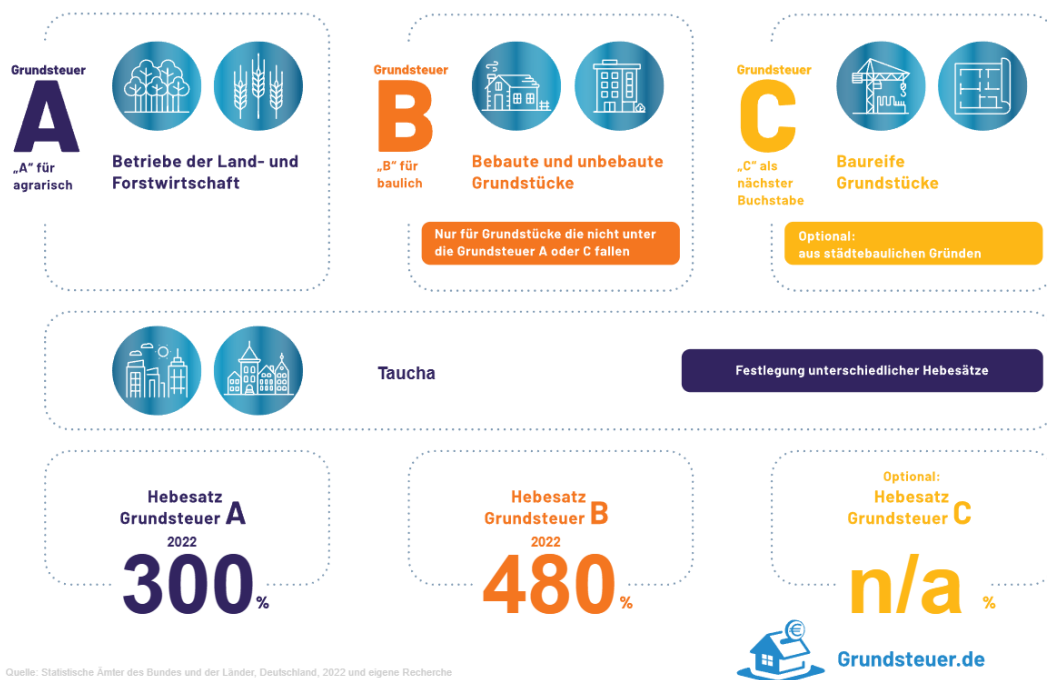 Grundsteuer
A
„A“ für
agrarisch
Betriebe der Land- und
Forstwirtschaft
Grundsteuer
B
„B“ für
baulich
Bebaute und unbebaute
Grundstücke
Nur für Grundstücke die nicht unter
die Grundsteuer A oder C fallen
Grundsteuer
C
„C“ als
nächster
Buchstabe
Baureife
Grundstücke
Optional:
aus städtebaulichen Gründen
Taucha
Festlegung unterschiedlicher Hebesätze
Hebesatz
Grundsteuer A
2022
300 %
Hebesatz
Grundsteuer B
2022
480 %
Optional:
Hebesatz
Grundsteuer C
n/a %
€
Grundsteuer.de
Quelle: Statistische Ämter des Bundes und der Länder, Deutschland, 2022 und eigene Recherche